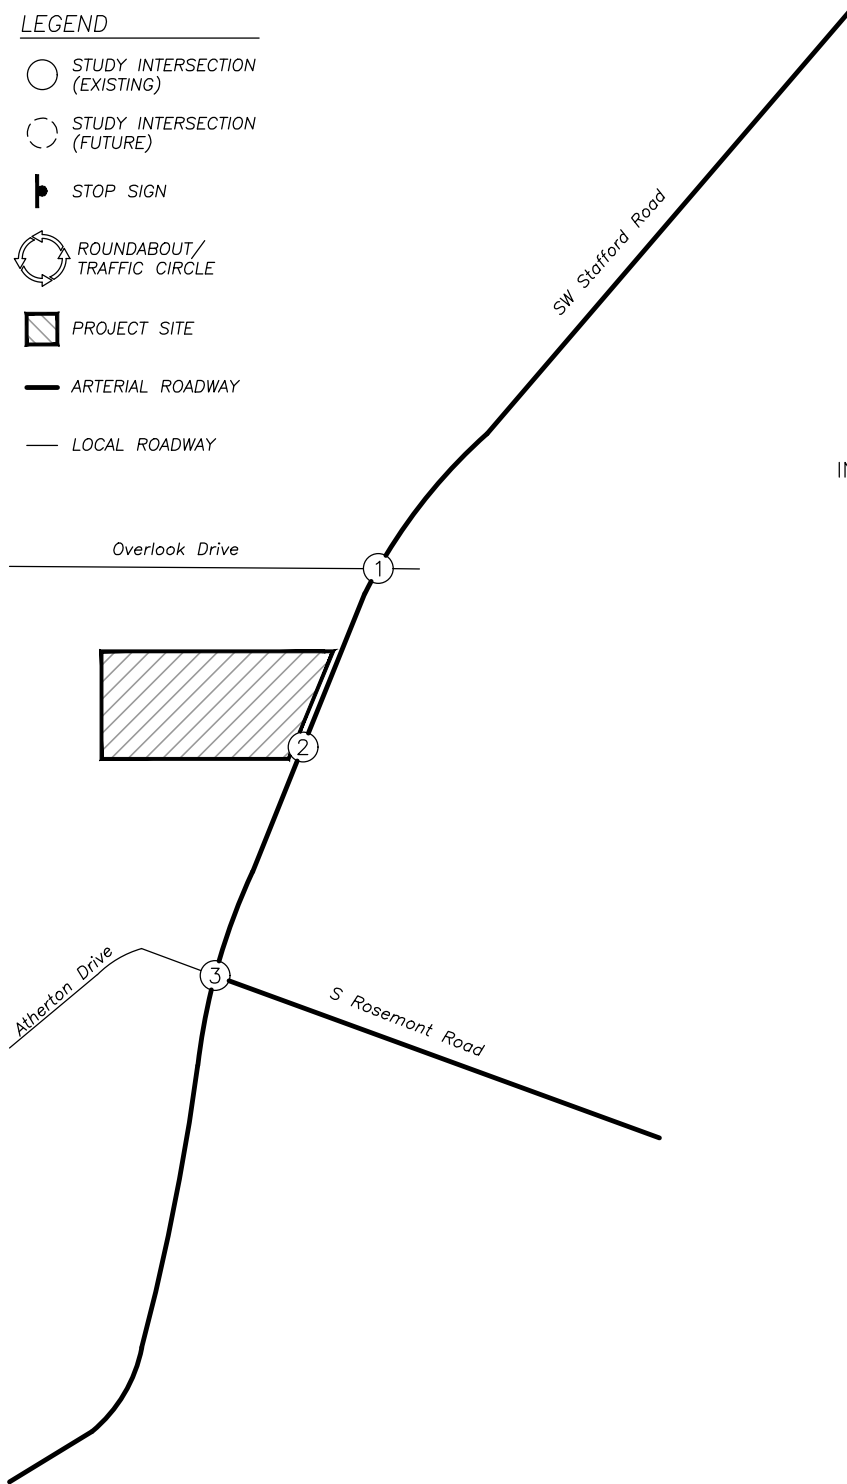 LEGEND
STUDY INTERSECTION
(EXISTING)
STUDY INTERSECTION
(FUTURE)
STOP SIGN
ROUNDABOUT/
TRAFFIC CIRCLE
PROJECT SITE
ARTERIAL ROADWAY
LOCAL ROADWAY
SW Stafford Road
IN
Overlook Drive
1
2
3
Atherton Drive
S Rosemont Road